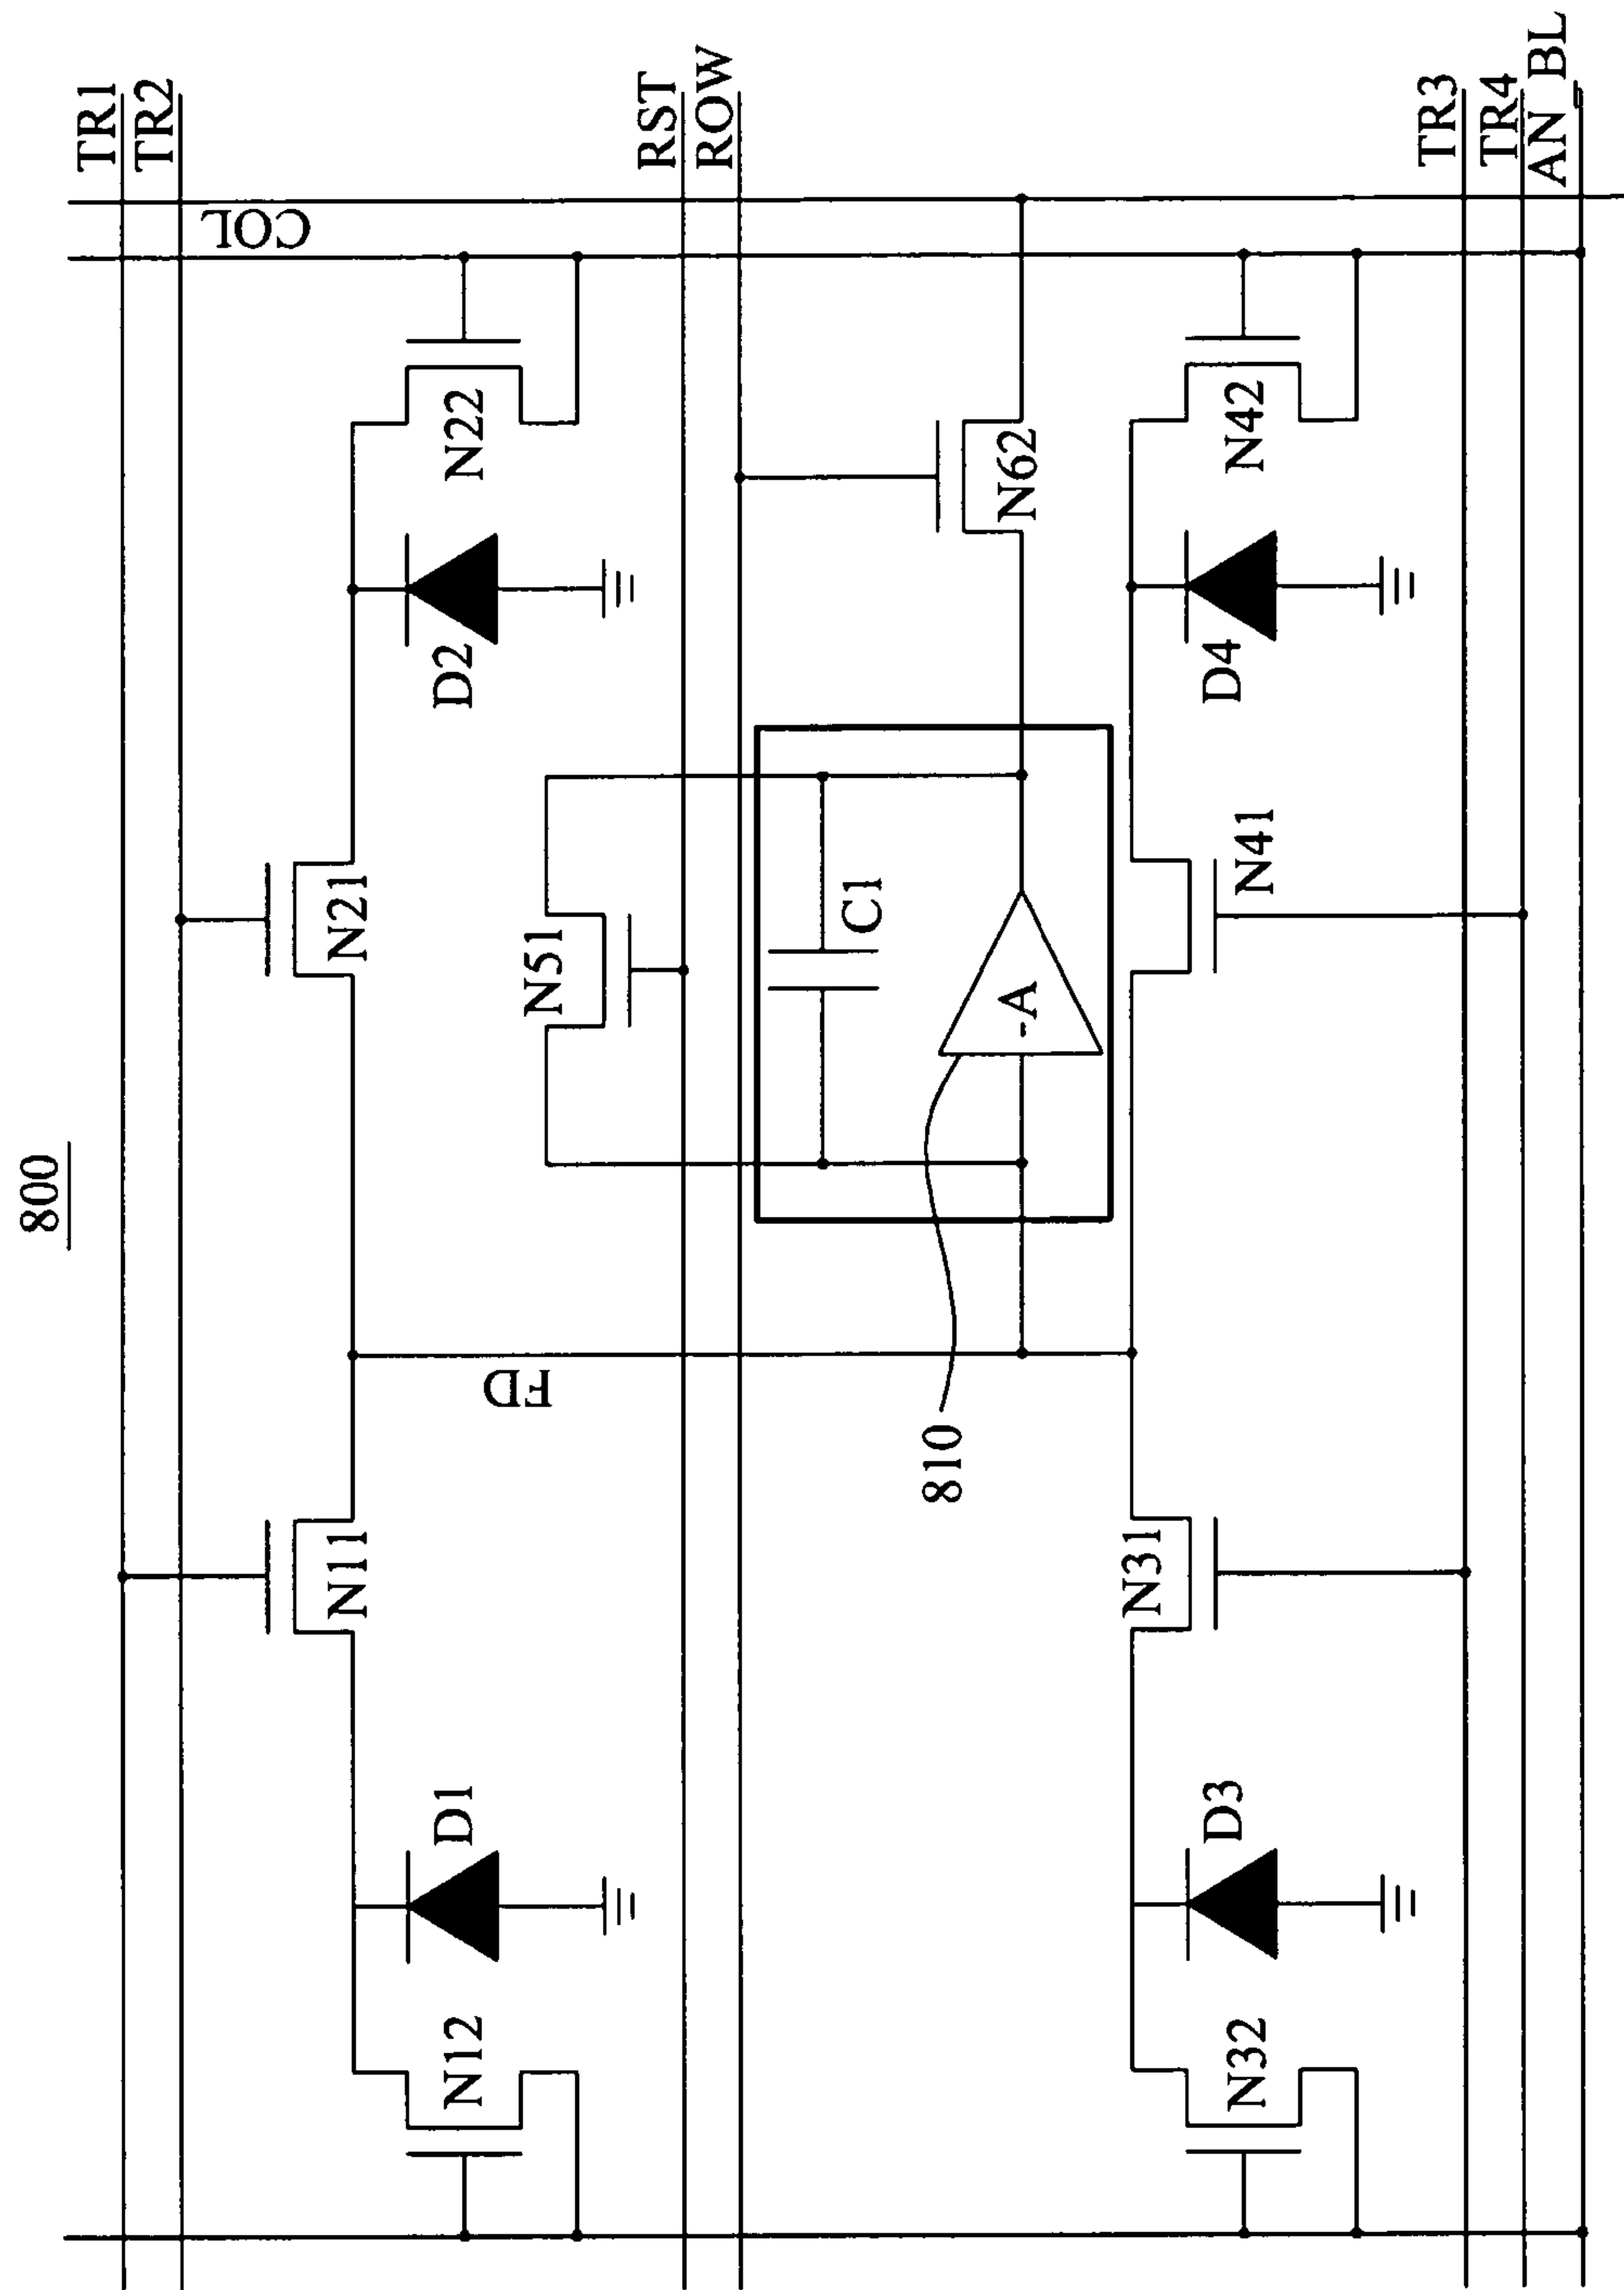 800
TR1
TR2
COL
N22
D2
N21
N11
D1
N12
FD
N51
RST
ROW
C1
-A
810
N62
N42
D4
N41
N31
D3
N32
TR3
TR4
AN_BL